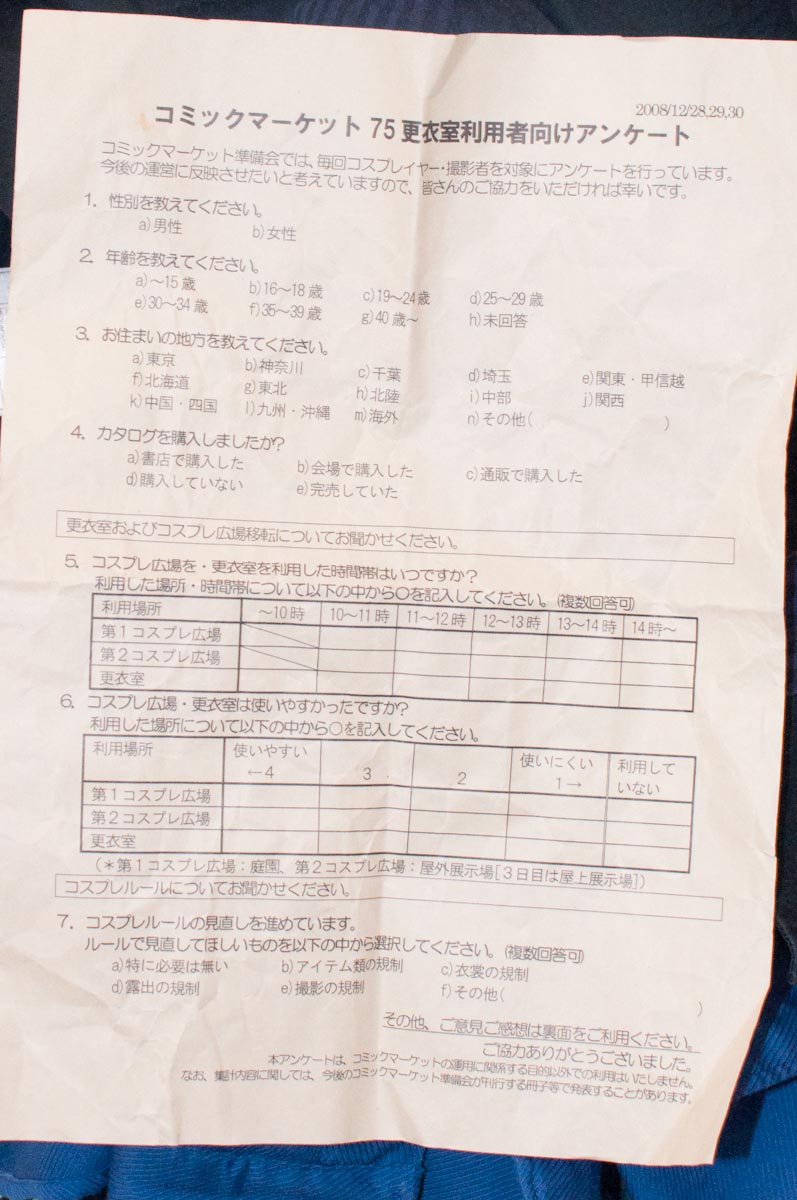 2008/12/28,29,30
コミックマーケット 75 更衣室利用者向けアンケート
コミックマーケット準備会では、毎回コスプレイヤー・撮影者を対象にアンケートを行っています。
今後の運営に反映させたいと考えていますので、皆さんのご協力をいただければ幸いです。
1. 性別を教えてください。
a)男性 b)女性
2. 年齢を教えてください。
a)～15歳 b)16～18歳 c)19～24歳 d)25～29歳
e)30～34歳 f)35～39歳 g)40歳～ h)未回答
3. お住まいの地方を教えてください。
a)東京 b)神奈川 c)千葉 d)埼玉 e)関東・甲信越
f)北海道 g)東北 h)北陸 i)中部 j)関西
k)中国・四国 l)九州・沖縄 m)海外 n)その他( )
4. カタログを購入しましたか?
a)書店で購入した b)会場で購入した c)通販で購入した
d)購入していない e)完売していた
更衣室およびコスプレ広場移転についてお聞かせください。
5. コスプレ広場を・更衣室を利用した時間帯はいつですか?
利用した場所・時間帯について以下の中から○を記入してください。(複数回答可)
利用場所 ～10時 10～11時 11～12時 12～13時 13～14時 14時～
第1コスプレ広場
第2コスプレ広場
更衣室
6. コスプレ広場・更衣室は使いやすかったですか?
利用した場所について以下の中から○を記入してください。
利用場所 使いやすい ←4 3 2 使いにくい 1→ 利用していない
第1コスプレ広場
第2コスプレ広場
更衣室
(＊第1コスプレ広場：庭園、第2コスプレ広場：屋外展示場[3日目は屋上展示場])
コスプレルールについてお聞かせください。
7. コスプレルールの見直しを進めています。
ルールで見直してほしいものを以下の中から選択してください。(複数回答可)
a)特に必要は無い b)アイテム類の規制 c)衣裳の規制
d)露出の規制 e)撮影の規制 f)その他( )
その他、ご意見ご感想は裏面をご利用ください。
ご協力ありがとうございました。
本アンケートは、コミックマーケットの運用に関係する目的以外での利用はいたしません。
なお、集計内容に関しては、今後のコミックマーケット準備会が刊行する冊子等で発表することがあります。